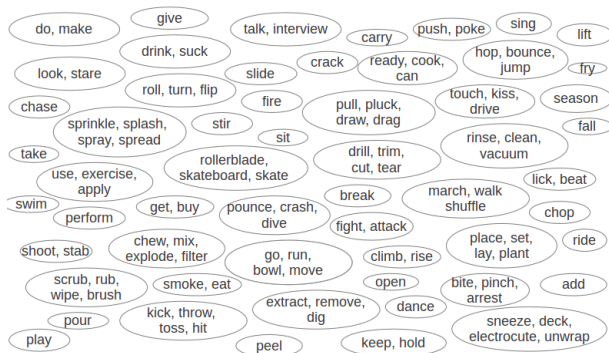 do, make
give
talk, interview
carry
push, poke
sing
lift
drink, suck
look, stare
roll, turn, flip
slide
crack
ready, cook,
can
hop, bounce,
jump
fry
chase
fire
pull, pluck,
draw, drag
touch, kiss,
drive
season
sprinkle, splash,
spray, spread
stir
sit
fall
rinse, clean,
vacuum
take
rollerblade,
skateboard, skate
drill, trim,
cut, tear
use, exercise,
apply
lick, beat
swim
perform
get, buy
pounce, crash,
dive
break
march, walk
shuffle
chop
fight, attack
shoot, stab
chew, mix,
explode, filter
go, run,
bowl, move
climb, rise
place, set,
lay, plant
ride
scrub, rub,
wipe, brush
smoke, eat
open
bite, pinch,
arrest
add
extract, remove,
dig
dance
pour
kick, throw,
toss, hit
play
peel
keep, hold
sneeze, deck,
electrocute, unwrap